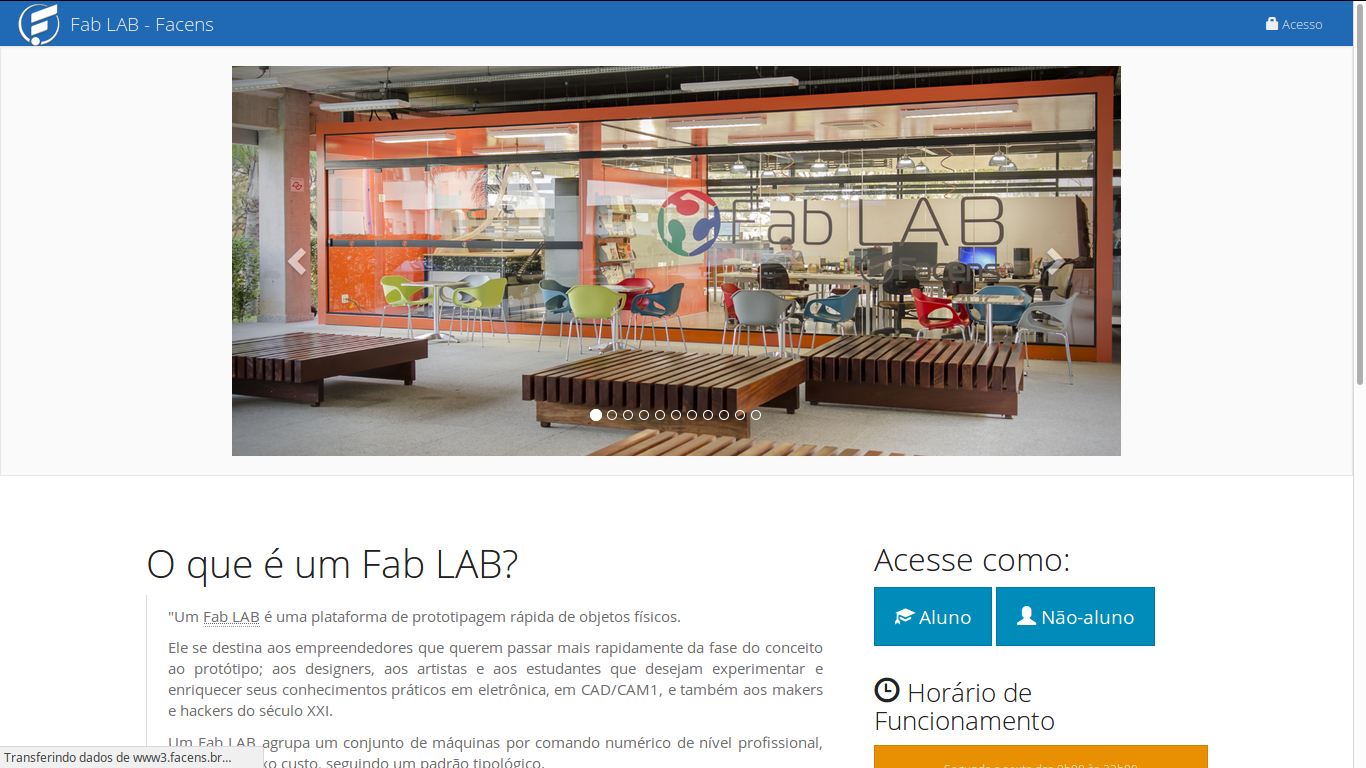 Fab LAB - Facens
Acesso
Fab LAB
Facens
O que é um Fab LAB?
"Um Fab LAB é uma plataforma de prototipagem rápida de objetos físicos.
Ele se destina aos empreendedores que querem passar mais rapidamente da fase do conceito
ao protótipo; aos designers, aos artistas e aos estudantes que desejam experimentar e
enriquecer seus conhecimentos práticos em eletrônica, em CAD/CAM1, e também aos makers
e hackers do século XXI.
Um Fab LAB agrupa um conjunto de máquinas por comando numérico de nível profissional,
custo, seguindo um padrão tipológico.
Acesse como:
Aluno
Não-aluno
Horário de
Funcionamento
Segunda a sexta das
Transferindo dados de www3.facens.br...